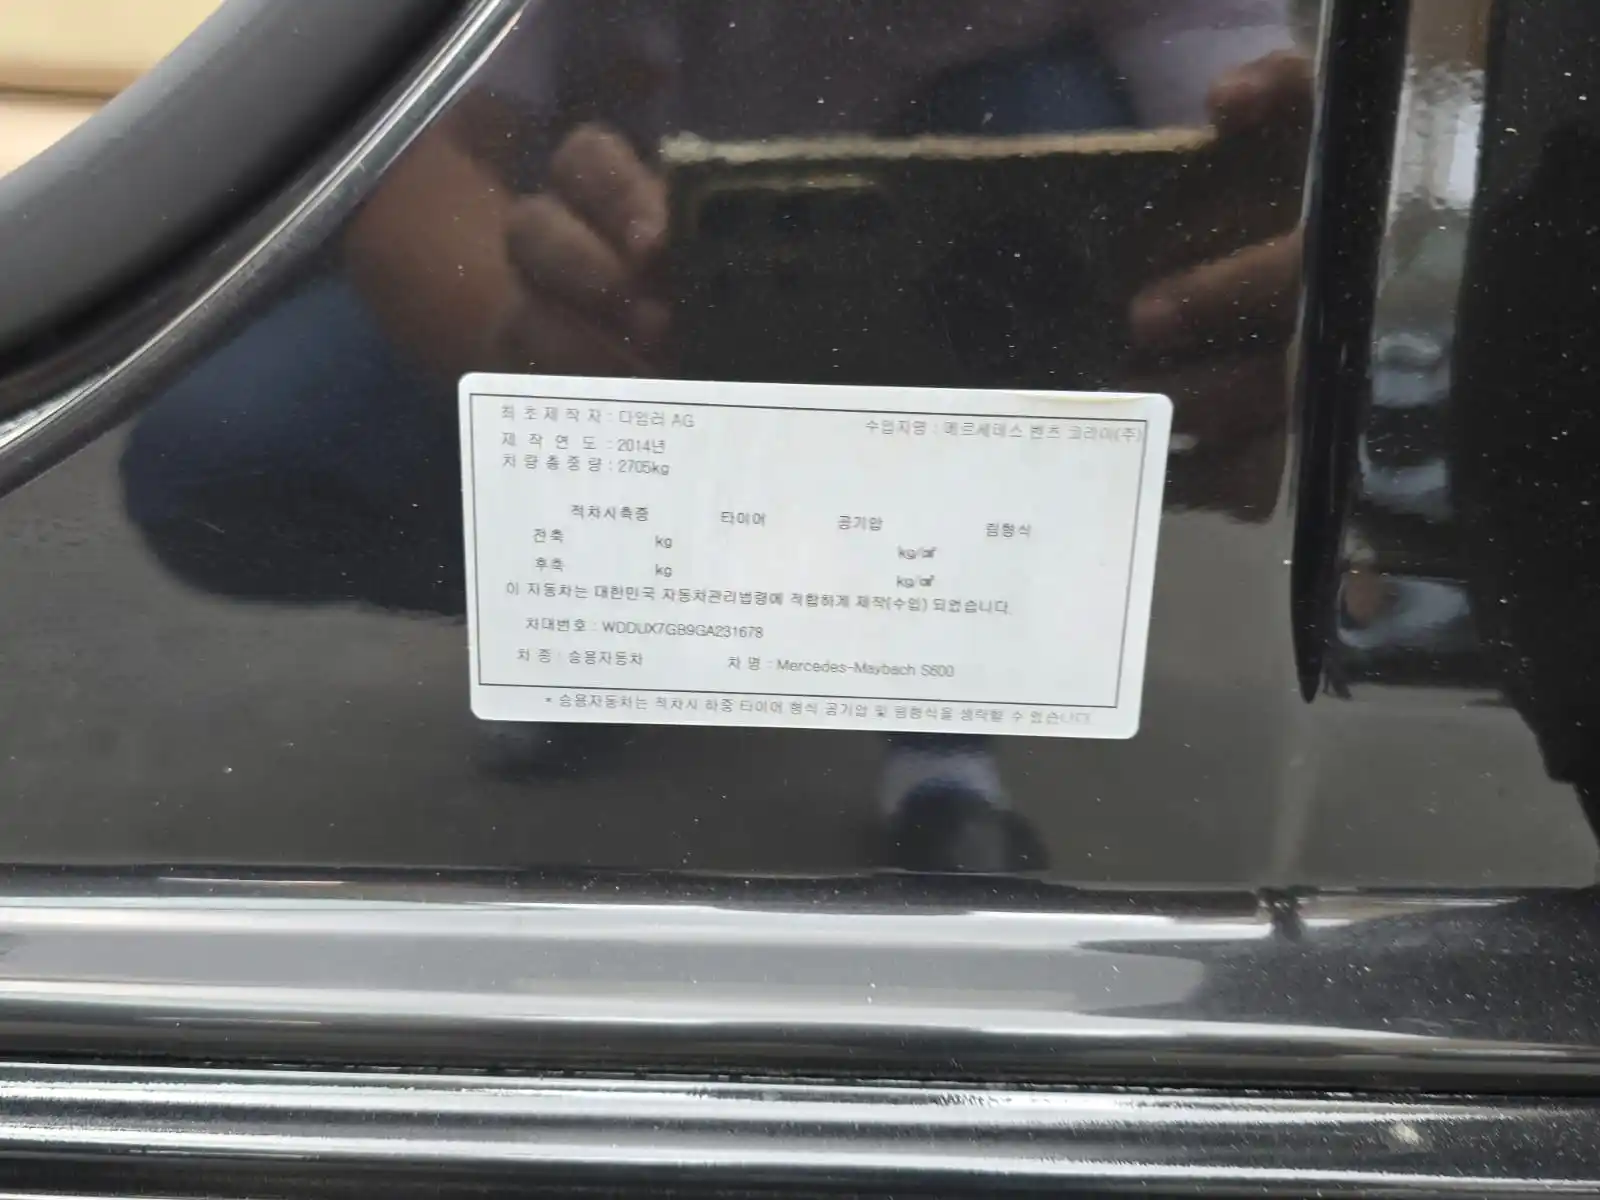 최초제작자 : 다임러 AG
수입자명 : 메르세데스 벤츠 코리아(주)
제 작 연 도 : 2014년
차량총중량 : 2705kg
적차시축중 타이어 공기압 림형식
전축 kg kg/㎠
후축 kg kg/㎠
이 자동차는 대한민국 자동차관리법령에 적합하게 제작(수입) 되었습니다.
차대번호 : WDDUX7GB9GA231678
차 종 : 승용자동차 차 명 : Mercedes-Maybach S600
* 승용자동차는 적차시 하중 타이어 형식 공기압 및 림형식을 생략할 수 있습니다.